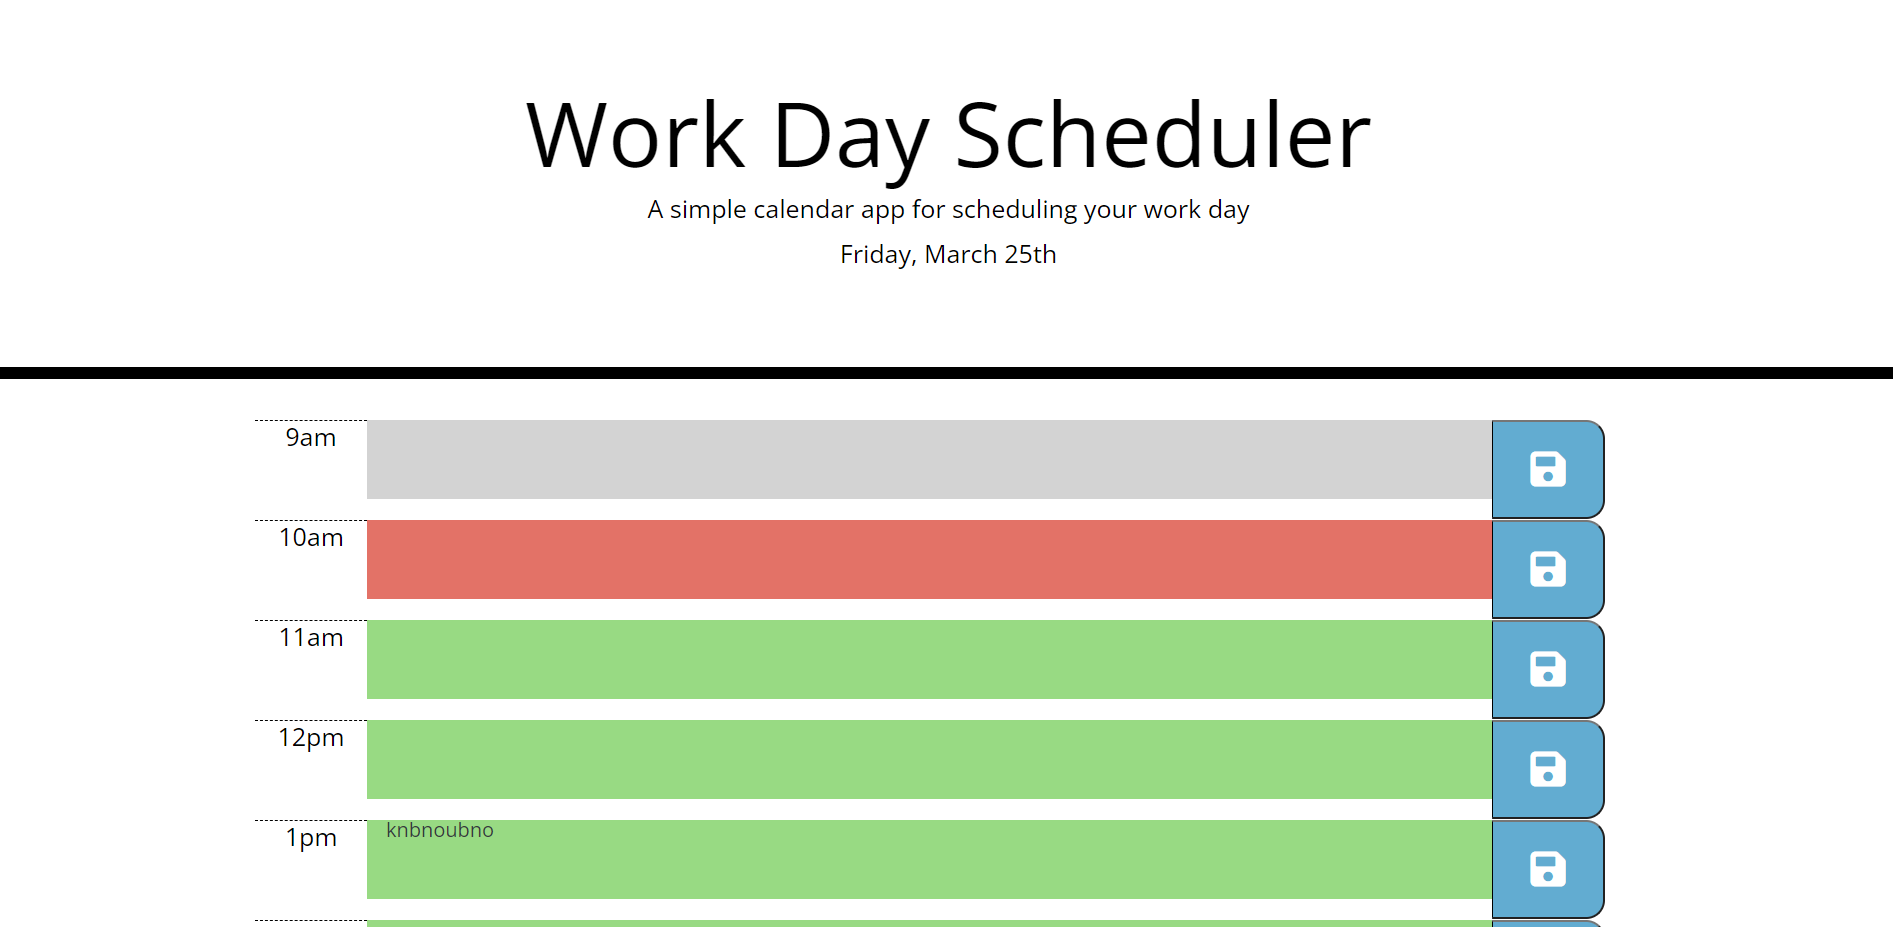 Work Day Scheduler
A simple calendar app for scheduling your work day
Friday, March 25th
9am
10am
11am
12pm
1pm knbnoubno